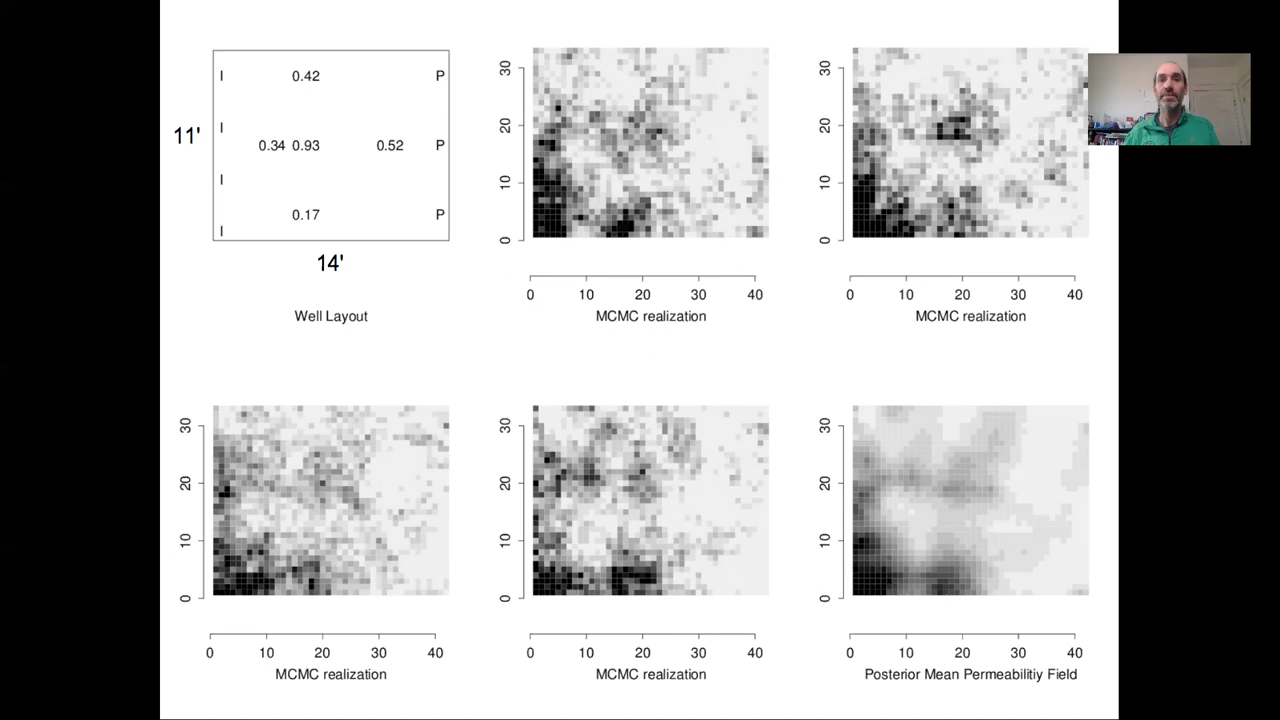 I 0.42 P
11'
I
0.34 0.93 0.52 P
I
0.17 P
I
14'
Well Layout
30
20
10
0
0 10 20 30 40
MCMC realization
30
20
10
0
0 10 20 30 40
MCMC realization
30
20
10
0
0 10 20 30 40
MCMC realization
30
20
10
0
0 10 20 30 40
MCMC realization
30
20
10
0
0 10 20 30 40
Posterior Mean Permeabilitiy Field